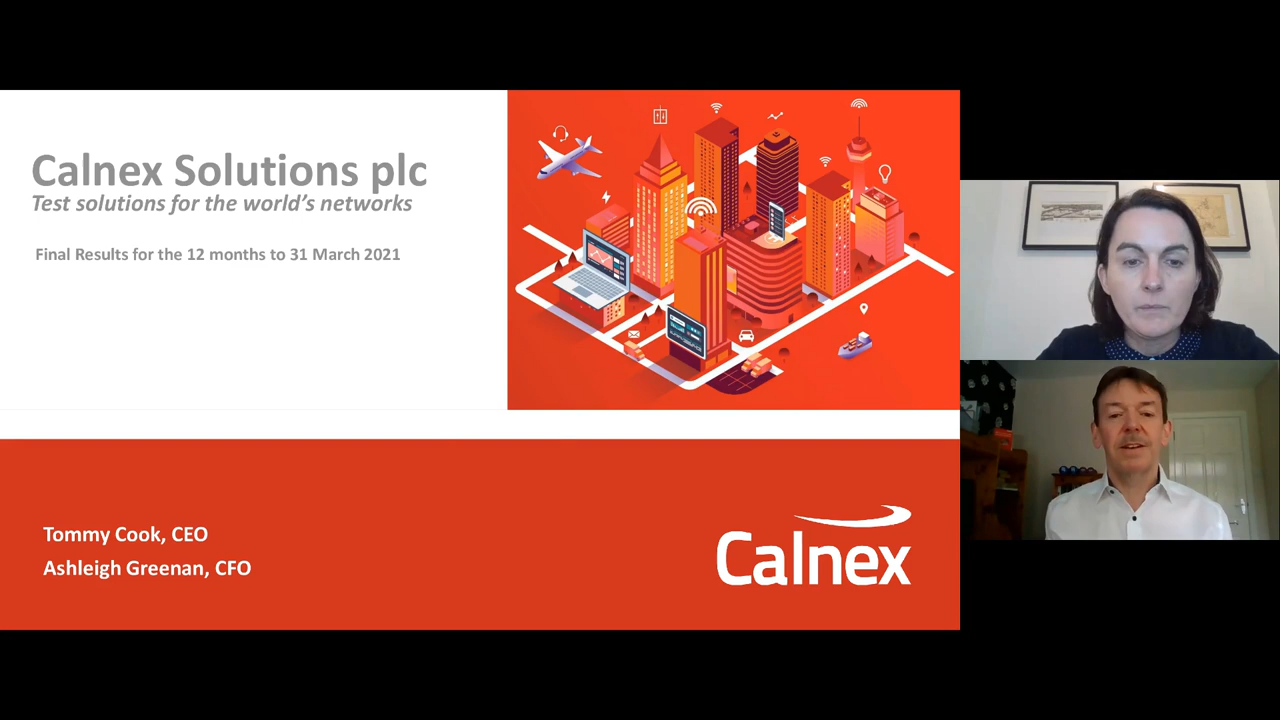 Calnex Solutions plc
Test solutions for the world's networks
Final Results for the 12 months to 31 March 2021
Tommy Cook, CEO
Ashleigh Greenan, CFO
Calnex